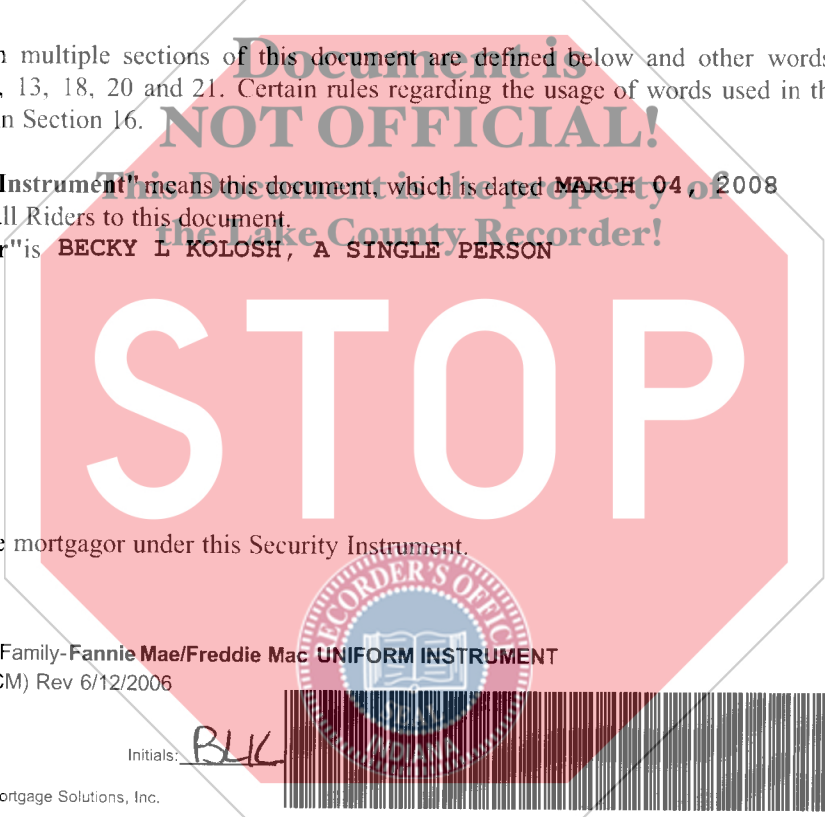 n multiple sections of this document are defined below and other words
, 13, 18, 20 and 21. Certain rules regarding the usage of words used in th
n Section 16.
Document is
NOT OFFICIAL!
This Document is the property of
the Lake County Recorder!
Instrument" means this document, which is dated MARCH 04, 2008
ll Riders to this document.
r" is BECKY L KOLOSH, A SINGLE PERSON
STOP
e mortgagor under this Security Instrument.
RECORDER'S OFFICE
SEAL
INDIANA
Family-Fannie Mae/Freddie Mac UNIFORM INSTRUMENT
CM) Rev 6/12/2006
Initials: BLK
ortgage Solutions, Inc.